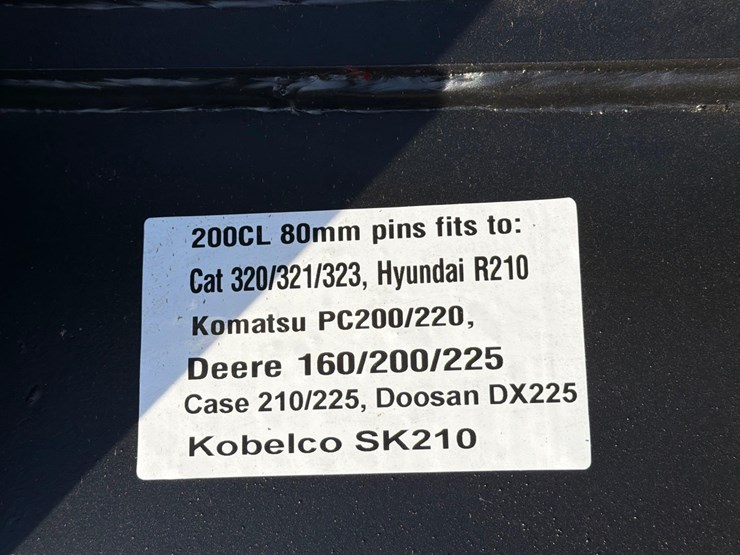 200CL 80mm pins fits to:
Cat 320/321/323, Hyundai R210
Komatsu PC200/220,
Deere 160/200/225
Case 210/225, Doosan DX225
Kobelco SK210